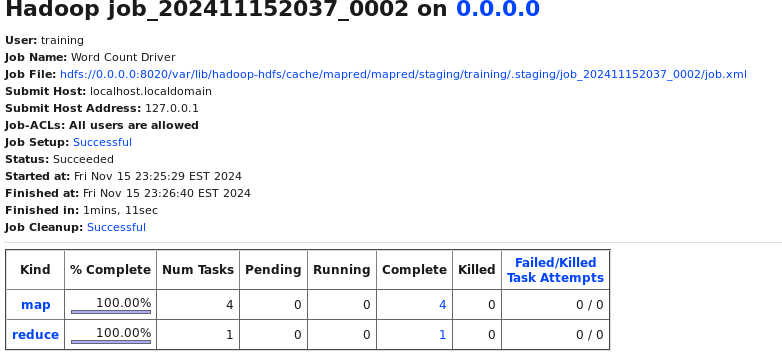 Hadoop job_202411152037_0002 on 0.0.0.0
User: training
Job Name: Word Count Driver
Job File: hdfs://0.0.0.0:8020/var/lib/hadoop-hdfs/cache/mapred/mapred/staging/training/.staging/job_202411152037_0002/job.xml
Submit Host: localhost.localdomain
Submit Host Address: 127.0.0.1
Job-ACLs: All users are allowed
Job Setup: Successful
Status: Succeeded
Started at: Fri Nov 15 23:25:29 EST 2024
Finished at: Fri Nov 15 23:26:40 EST 2024
Finished in: 1mins, 11sec
Job Cleanup: Successful
Kind % Complete Num Tasks Pending Running Complete Killed Failed/Killed Task Attempts
map 100.00% 4 0 0 4 0 0 / 0
reduce 100.00% 1 0 0 1 0 0 / 0